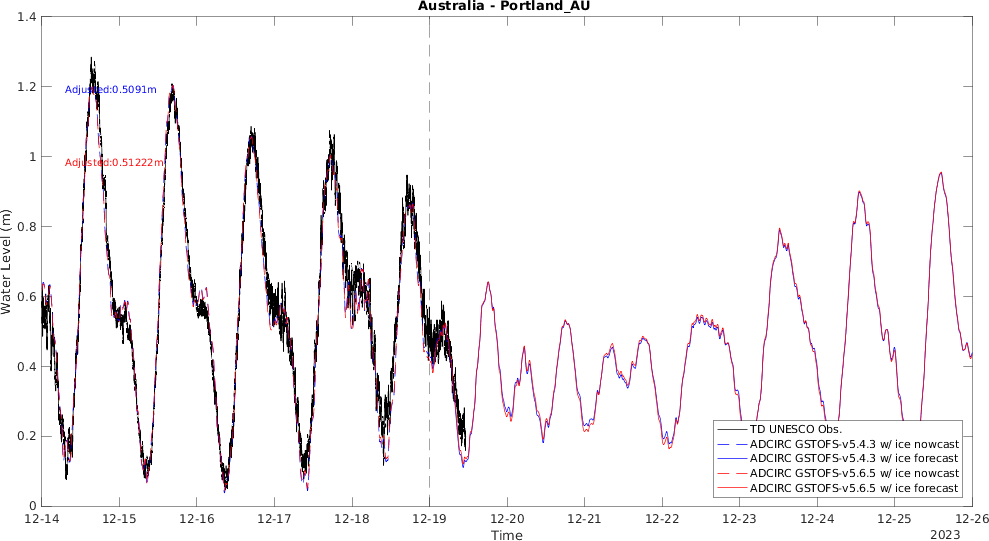 Australia - Portland_AU
1.4
1.2
1
0.8
0.6
0.4
0.2
0
Water Level (m)
Adjusted:0.5091m
Adjusted:0.51222m
TD UNESCO Obs.
ADCIRC GSTOFS-v5.4.3 w/ ice nowcast
ADCIRC GSTOFS-v5.4.3 w/ ice forecast
ADCIRC GSTOFS-v5.6.5 w/ ice nowcast
ADCIRC GSTOFS-v5.6.5 w/ ice forecast
12-14 12-15 12-16 12-17 12-18 12-19 12-20 12-21 12-22 12-23 12-24 12-25 12-26
Time
2023